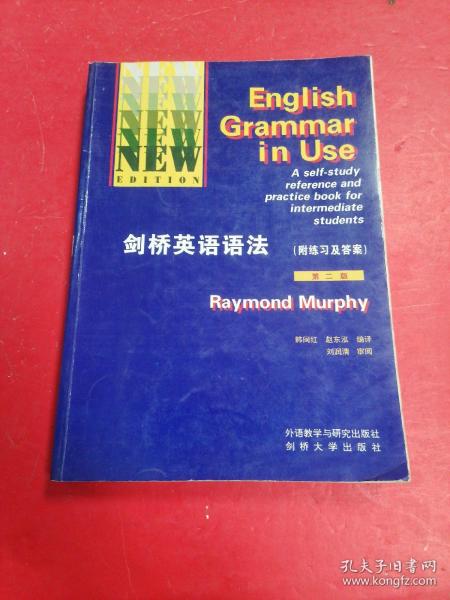 NEW
NEW
NEW
NEW
NEW
EDITION
English
Grammar
in Use
A self-study
reference and
practice book for
intermediate
students
剑桥英语语法 (附练习及答案)
第二版
Raymond Murphy
韩闽红 赵东泓 编译
刘润清 审阅
外语教学与研究出版社
剑桥大学出版社
孔夫子旧书网
www.kongfz.com